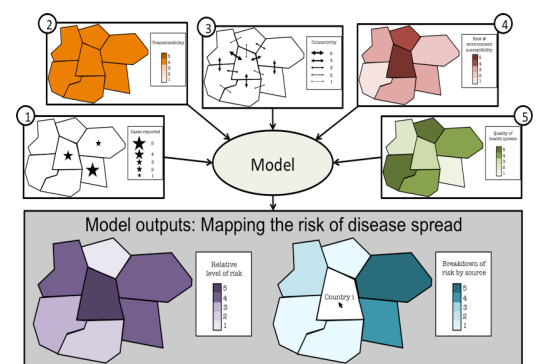 2
Transmissibility
5
4
3
2
1
3
Connectivity
5
4
3
2
1
4
Host &
environment
susceptibility
5
4
3
2
1
1
Cases reported
5
4
3
2
1
Model
5
Quality of
health system
5
4
3
2
1
Model outputs: Mapping the risk of disease spread
Relative
level of risk
5
4
3
2
1
Country i
Breakdown of
risk by source
5
4
3
2
1